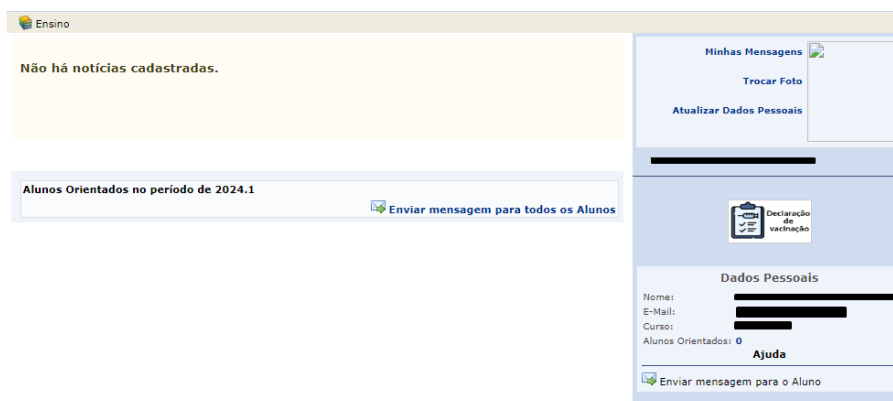 Ensino
Não há notícias cadastradas.
Alunos Orientados no período de 2024.1
Enviar mensagem para todos os Alunos
Minhas Mensagens
Trocar Foto
Atualizar Dados Pessoais
Declaração
de
vacinação
Dados Pessoais
Nome:
E-Mail:
Curso:
Alunos Orientados: 0
Ajuda
Enviar mensagem para o Aluno